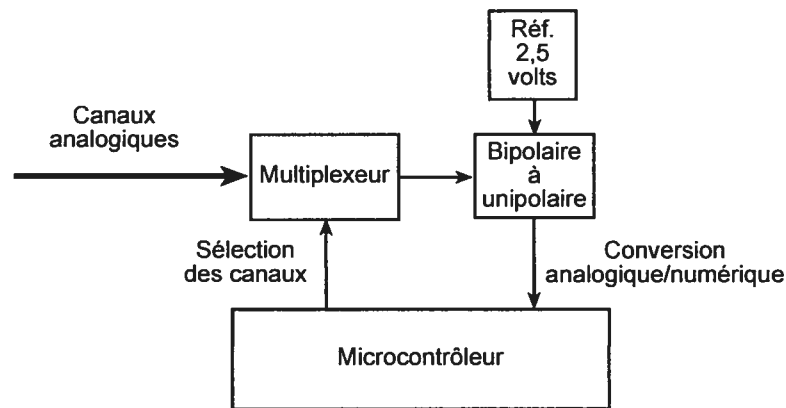 Réf.
2,5
volts
Canaux
analogiques
Multiplexeur
Bipolaire
à
unipolaire
Sélection
des canaux
Conversion
analogique/numérique
Microcontrôleur